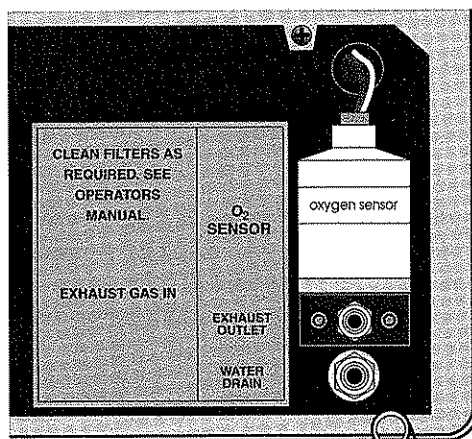 CLEAN FILTERS AS
REQUIRED. SEE
OPERATORS
MANUAL.
EXHAUST GAS IN
O₂
SENSOR
EXHAUST
OUTLET
WATER
DRAIN
oxygen sensor